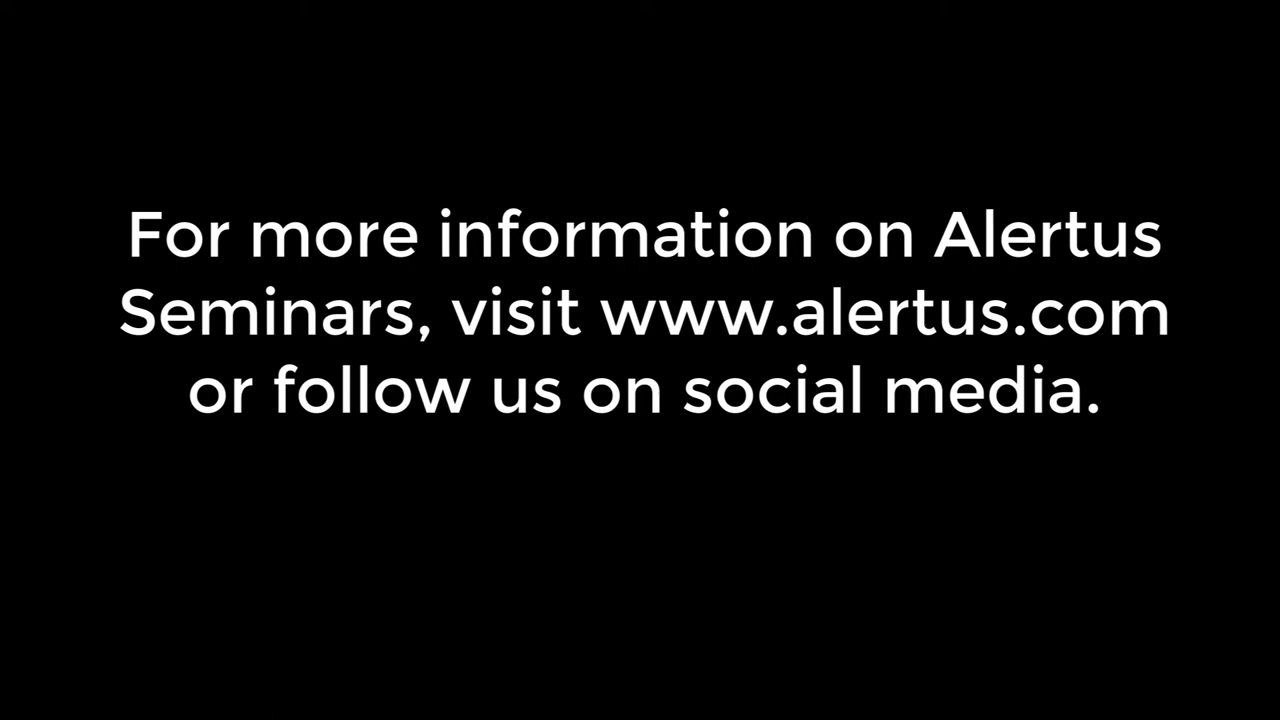 For more information on Alertus
Seminars, visit www.alertus.com
or follow us on social media.